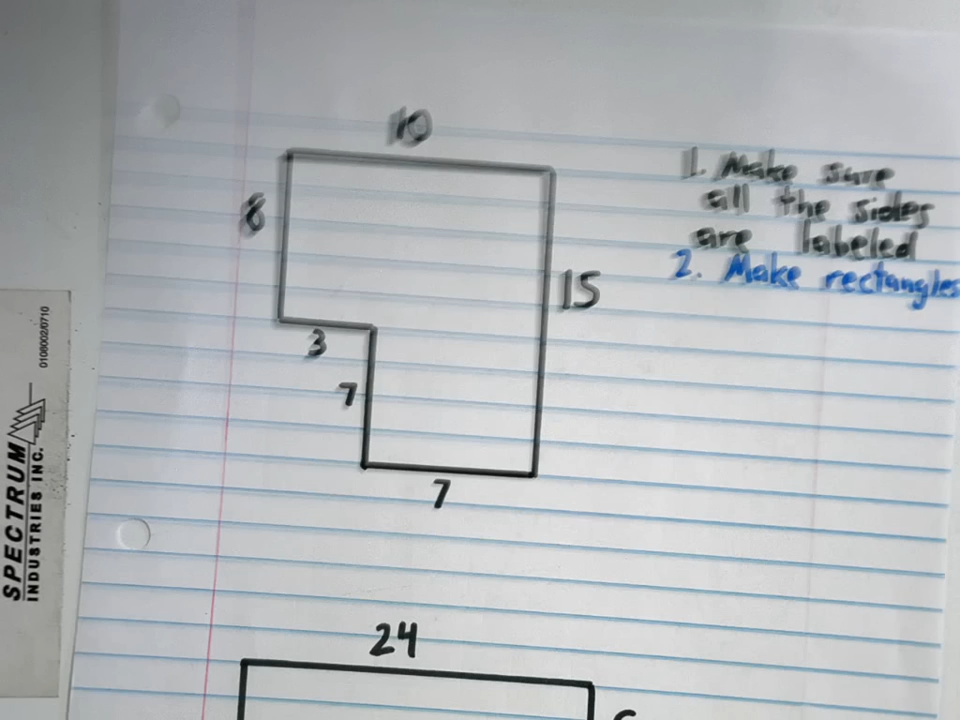 10
8
1. Make sure
all the sides
are labeled
2. Make rectangles
15
3
7
7
24
0108002/0710
SPECTRUM
INDUSTRIES INC.